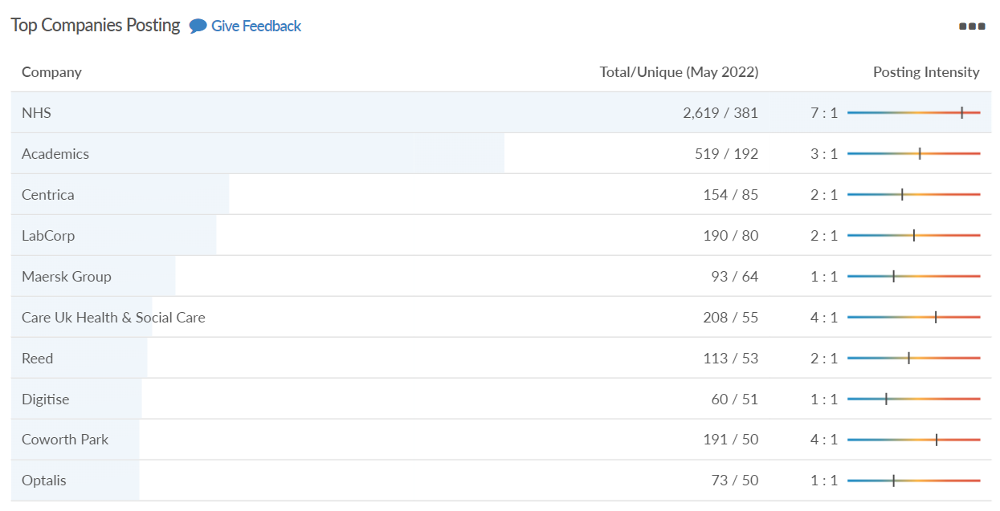 Top Companies Posting Give Feedback
Company Total/Unique (May 2022) Posting Intensity
NHS 2,619 / 381 7 : 1
Academics 519 / 192 3 : 1
Centrica 154 / 85 2 : 1
LabCorp 190 / 80 2 : 1
Maersk Group 93 / 64 1 : 1
Care Uk Health & Social Care 208 / 55 4 : 1
Reed 113 / 53 2 : 1
Digitise 60 / 51 1 : 1
Coworth Park 191 / 50 4 : 1
Optalis 73 / 50 1 : 1